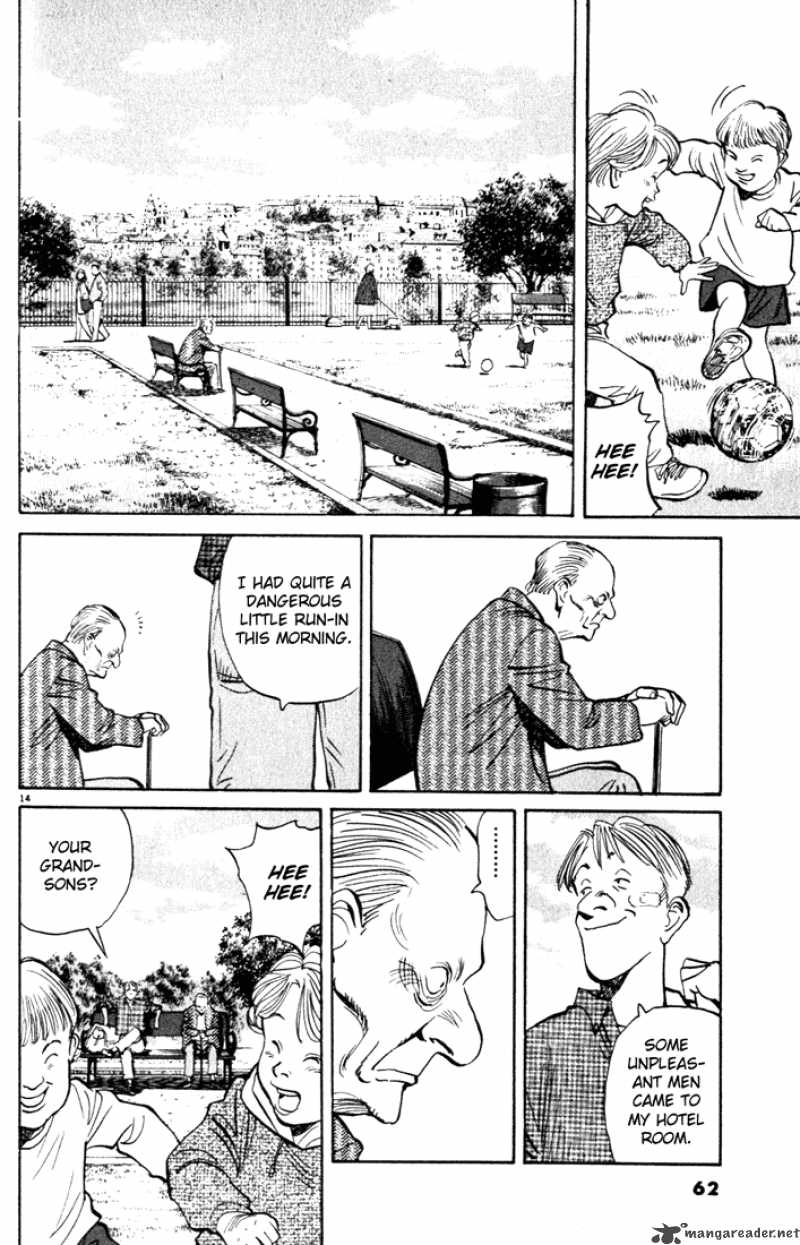 HEE
HEE!
I HAD QUITE A
DANGEROUS
LITTLE RUN-IN
THIS MORNING.
14
SOME
UNPLEAS-
ANT MEN
CAME TO
MY HOTEL
ROOM.
........
HEE
HEE!
YOUR
GRAND-
SONS?
62
mangareader.net